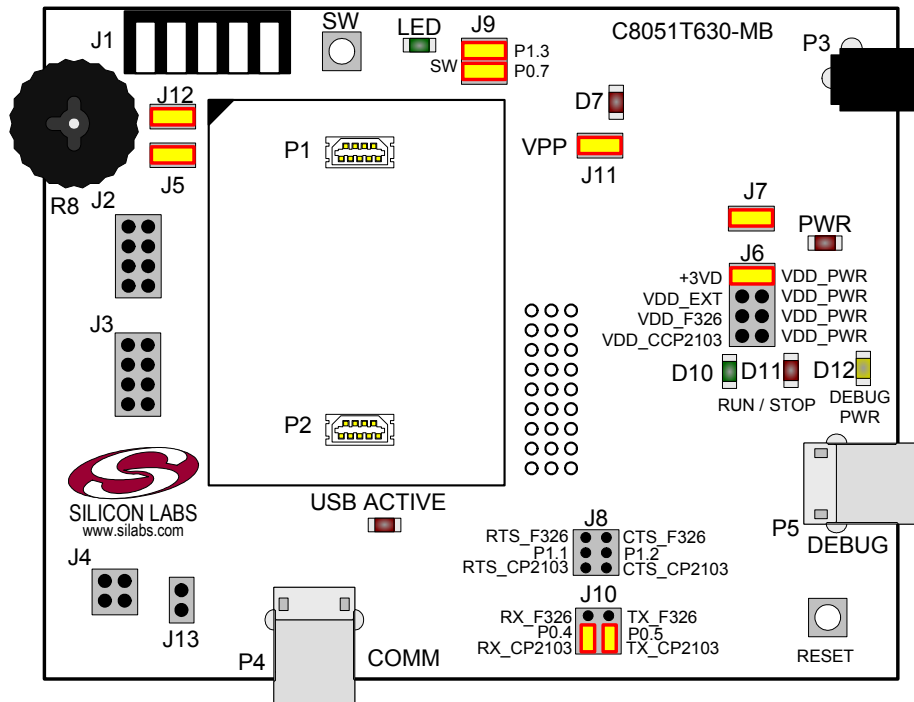 SW
LED
J9
C8051T630-MB
J1
P3
P1.3
SW
P0.7
J12
D7
P1
VPP
J11
J5
R8
J2
J7
PWR
J6
+3VD
VDD_PWR
VDD_EXT
VDD_PWR
VDD_F326
VDD_PWR
VDD_CCP2103
VDD_PWR
J3
D10
D11
D12
RUN / STOP
DEBUG
PWR
P2
SILICON LABS
www.silabs.com
USB ACTIVE
J8
RTS_F326
CTS_F326
P1.1
P1.2
RTS_CP2103
CTS_CP2103
P5
DEBUG
J4
J13
J10
RX_F326
TX_F326
P0.4
P0.5
RX_CP2103
TX_CP2103
P4
COMM
RESET